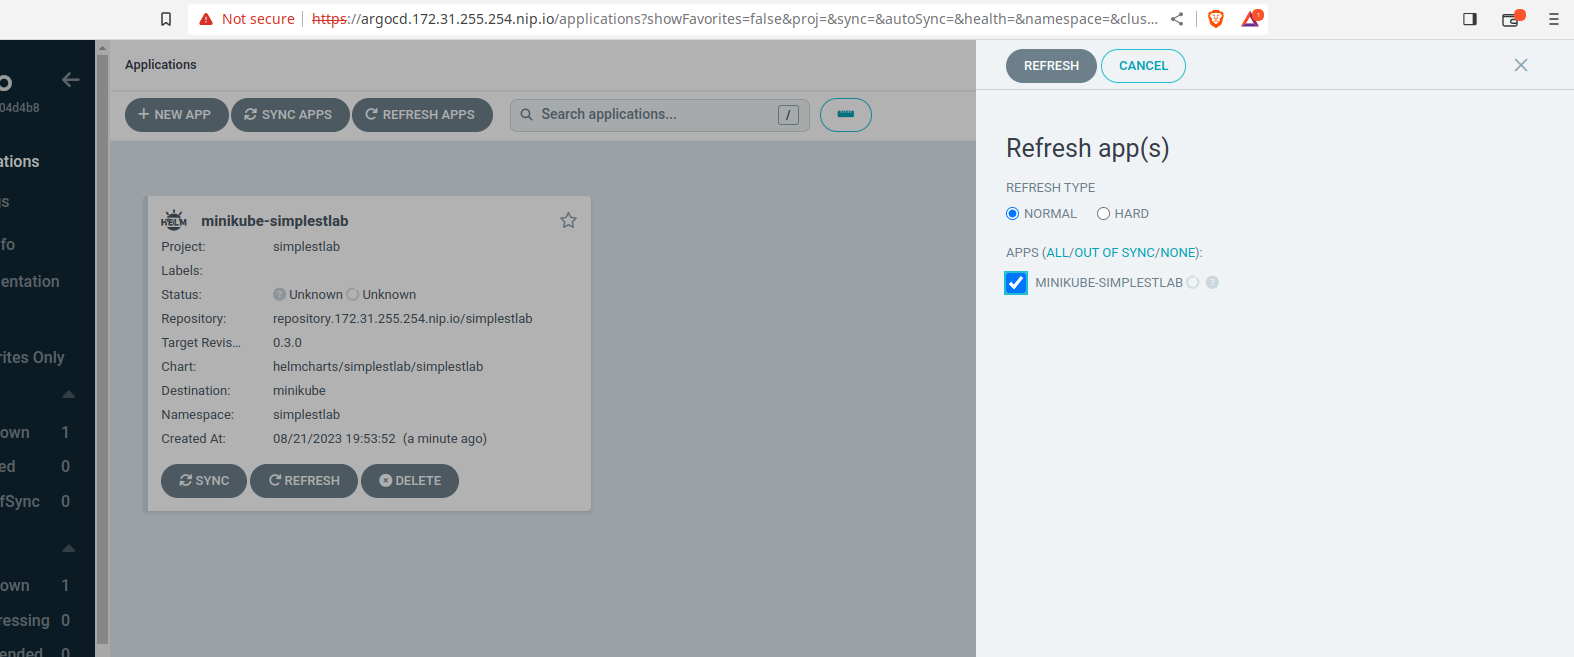 Not secure https://argocd.172.31.255.254.nip.io/applications?showFavorites=false&proj=&sync=&autoSync=&health=&namespace=&clus...
Applications
REFRESH CANCEL
NEW APP SYNC APPS REFRESH APPS Search applications... /
o
04d4b8
ations
s
fo
entation
rites Only
own 1
ed 0
fSync 0
own 1
ressing 0
ended 0
HELM minikube-simplestlab
Project: simplestlab
Labels:
Status: Unknown Unknown
Repository: repository.172.31.255.254.nip.io/simplestlab
Target Revis... 0.3.0
Chart: helmcharts/simplestlab/simplestlab
Destination: minikube
Namespace: simplestlab
Created At: 08/21/2023 19:53:52 (a minute ago)
SYNC REFRESH DELETE
Refresh app(s)
REFRESH TYPE
NORMAL HARD
APPS (ALL/OUT OF SYNC/NONE):
MINIKUBE-SIMPLESTLAB